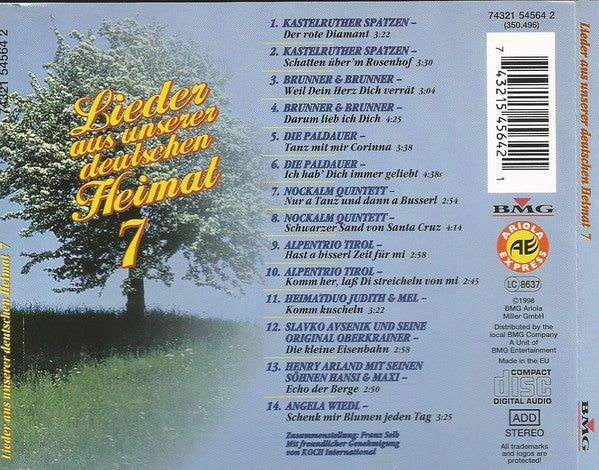 74321 54564 2
Lieder
aus unserer
deutschen
Heimat
7
Lieder aus unserer deutschen Heimat 7
1. KASTELRUTHER SPATZEN –
Der rote Diamant 3:22
2. KASTELRUTHER SPATZEN –
Schatten über'm Rosenhof 3:30
3. BRUNNER & BRUNNER –
Weil Dein Herz Dich verrät 3:04
4. BRUNNER & BRUNNER –
Darum lieb ich Dich 4:25
5. DIE PALDAUER –
Tanz mit mir Corinna 3:38
6. DIE PALDAUER –
Ich hab' Dich immer geliebt 4:38
7. NOCKALM QUINTETT –
Nur a Tanz und dann a Busserl 2:54
8. NOCKALM QUINTETT –
Schwarzer Sand von Santa Cruz 4:14
9. ALPENTRIO TIROL –
Hast a bisserl Zeit für mi 2:58
10. ALPENTRIO TIROL –
Komm her, laß Di streicheln von mi 2:45
11. HEIMATDUO JUDITH & MEL –
Komm kuscheln 3:22
12. SLAVKO AVSENIK UND SEINE
ORIGINAL OBERKRAINER –
Die kleine Eisenbahn 2:58
13. HENRY ARLAND MIT SEINEN
SÖHNEN HANSI & MAXI –
Echo der Berge 2:50
14. ANGELA WIEDL –
Schenk mir Blumen jeden Tag 3:25
Zusammenstellung: Franz Selb
Mit freundlicher Genehmigung
von KOCH International
74321 54564 2
(350.496)
7 43215 45642 1
BMG
ARIOLA
AE
EXPRESS
LC 8637
©1998
BMG Ariola
Miller GmbH
Distributed by the
local BMG Company
A Unit of
BMG Entertainment
Made in the EU
COMPACT
disc
DIGITAL AUDIO
ADD
STEREO
All trademarks
and logos are
protected!
Lieder aus unserer deutschen Heimat 7
BMG